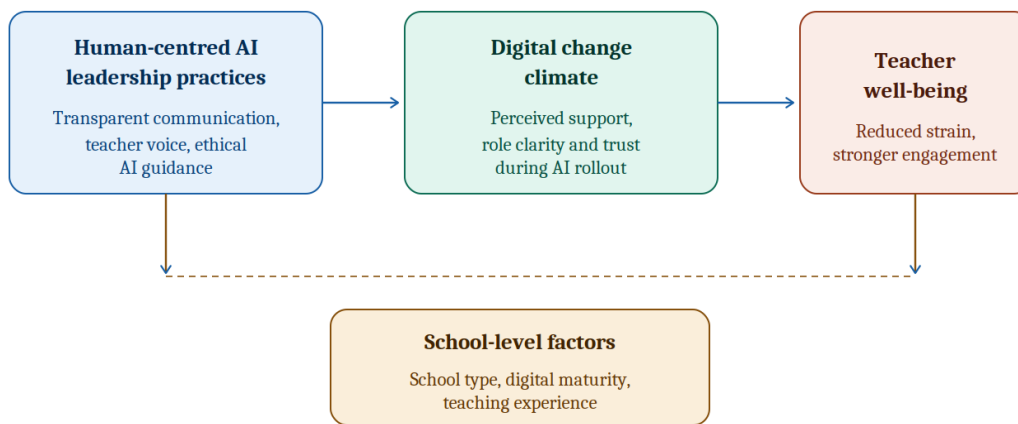 Human-centred AI
leadership practices
Transparent communication,
teacher voice, ethical
AI guidance
Digital change
climate
Perceived support,
role clarity and trust
during AI rollout
Teacher
well-being
Reduced strain,
stronger engagement
School-level factors
School type, digital maturity,
teaching experience